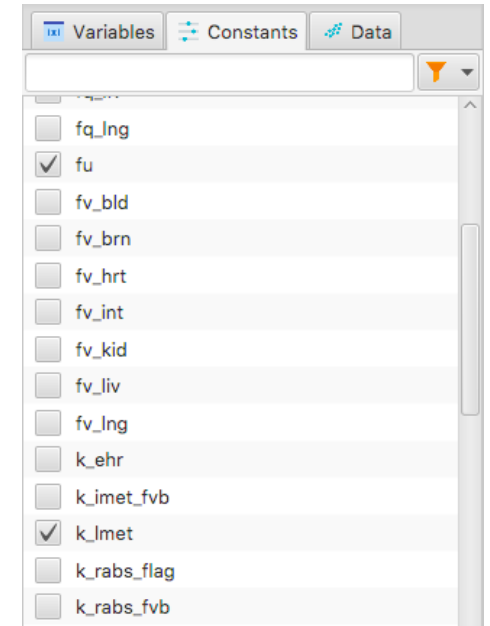 Variables Constants Data
fq_lng
fu
fv_bld
fv_brn
fv_hrt
fv_int
fv_kid
fv_liv
fv_lng
k_ehr
k_imet_fvb
k_lmet
k_rabs_flag
k_rabs_fvb